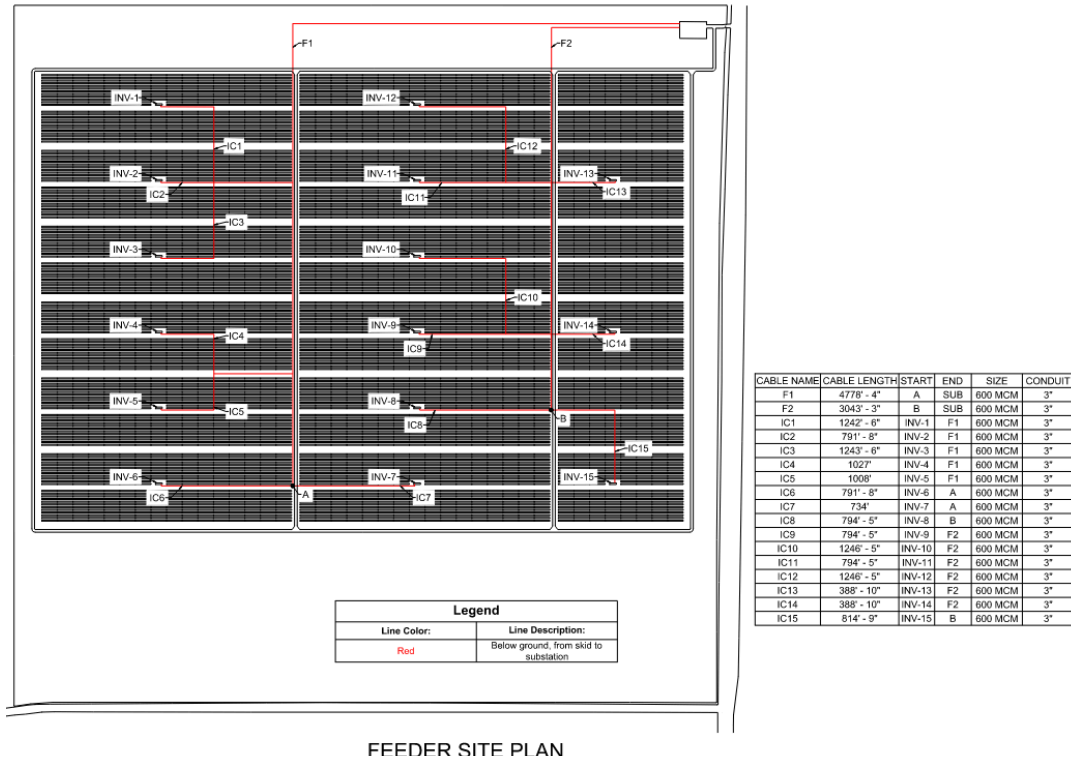 F1
F2
INV-1
INV-12
IC1
IC12
INV-2
INV-11
INV-13
IC2
IC11
IC13
IC3
INV-3
INV-10
IC10
INV-4
INV-9
INV-14
IC4
IC9
IC14
INV-5
INV-8
IC5
IC8
B
IC15
INV-6
INV-7
INV-15
IC6
A
IC7
CABLE NAME CABLE LENGTH START END SIZE CONDUIT
F1 4778' - 4" A SUB 600 MCM 3"
F2 3043' - 3" B SUB 600 MCM 3"
IC1 1242' - 6" INV-1 F1 600 MCM 3"
IC2 791' - 8" INV-2 F1 600 MCM 3"
IC3 1243' - 6" INV-3 F1 600 MCM 3"
IC4 1027' INV-4 F1 600 MCM 3"
IC5 1008' INV-5 F1 600 MCM 3"
IC6 791' - 8" INV-6 A 600 MCM 3"
IC7 734' INV-7 A 600 MCM 3"
IC8 794' - 5" INV-8 B 600 MCM 3"
IC9 794' - 5" INV-9 F2 600 MCM 3"
IC10 1246' - 5" INV-10 F2 600 MCM 3"
IC11 794' - 5" INV-11 F2 600 MCM 3"
IC12 1246' - 5" INV-12 F2 600 MCM 3"
IC13 388' - 10" INV-13 F2 600 MCM 3"
IC14 388' - 10" INV-14 F2 600 MCM 3"
IC15 814' - 9" INV-15 B 600 MCM 3"
Legend
Line Color: Line Description:
Red Below ground, from skid to
substation
FEEDER SITE PLAN